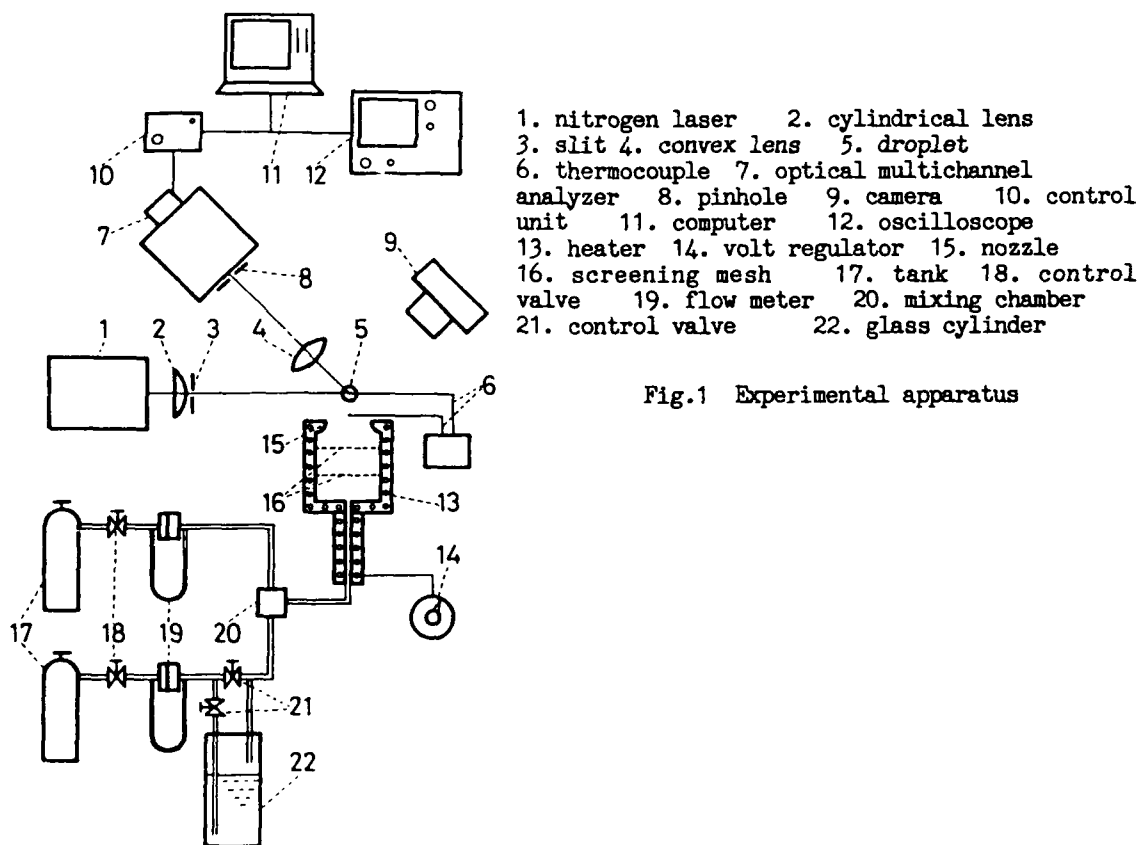 10
11
12
7
8
9
1
2
3
4
5
6
15
16
13
14
17
18
19
20
21
22
1. nitrogen laser 2. cylindrical lens
3. slit 4. convex lens 5. droplet
6. thermocouple 7. optical multichannel
analyzer 8. pinhole 9. camera 10. control
unit 11. computer 12. oscilloscope
13. heater 14. volt regulator 15. nozzle
16. screening mesh 17. tank 18. control
valve 19. flow meter 20. mixing chamber
21. control valve 22. glass cylinder
Fig.1 Experimental apparatus